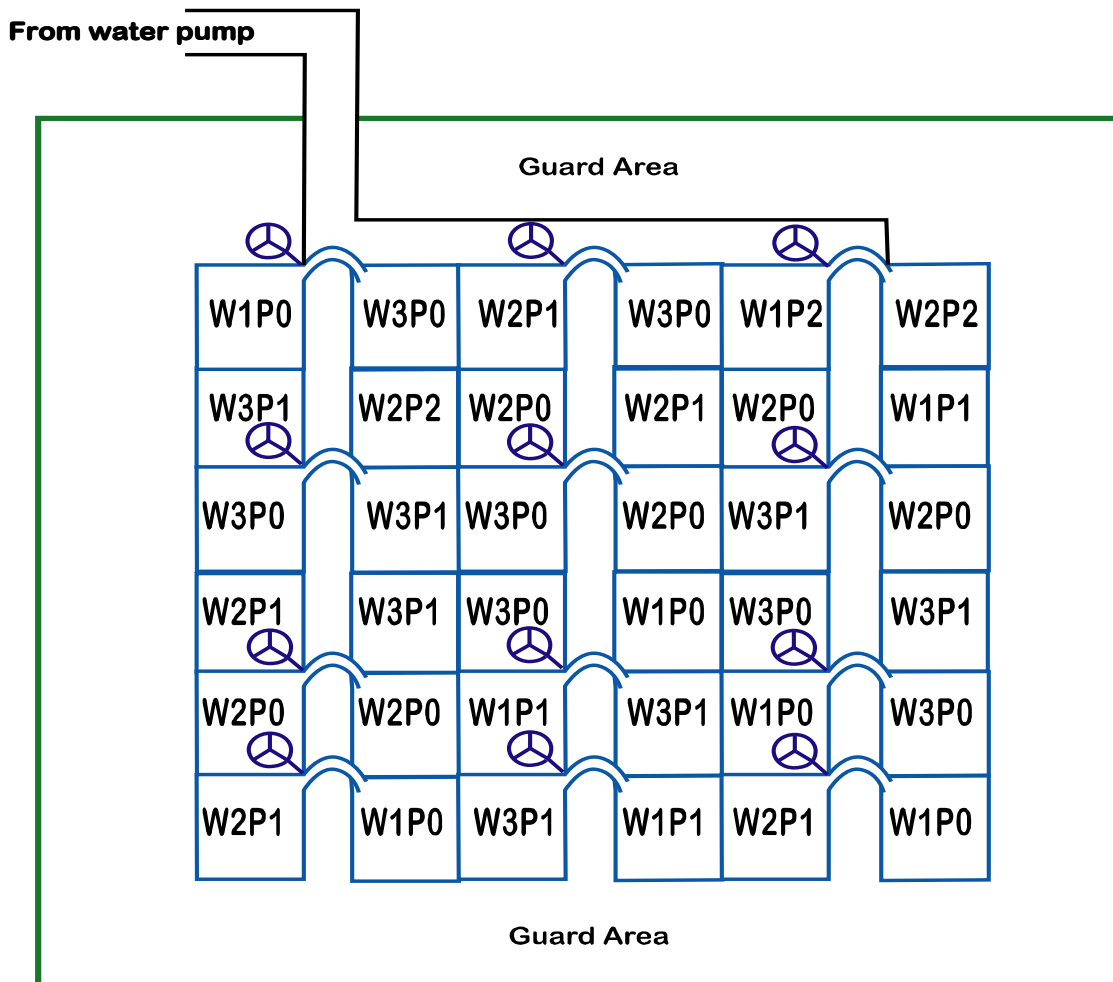 From water pump
Guard Area
W1P0 W3P0 W2P1 W3P0 W1P2 W2P2
W3P1 W2P2 W2P0 W2P1 W2P0 W1P1
W3P0 W3P1 W3P0 W2P0 W3P1 W2P0
W2P1 W3P1 W3P0 W1P0 W3P0 W3P1
W2P0 W2P0 W1P1 W3P1 W1P0 W3P0
W2P1 W1P0 W3P1 W1P1 W2P1 W1P0
Guard Area